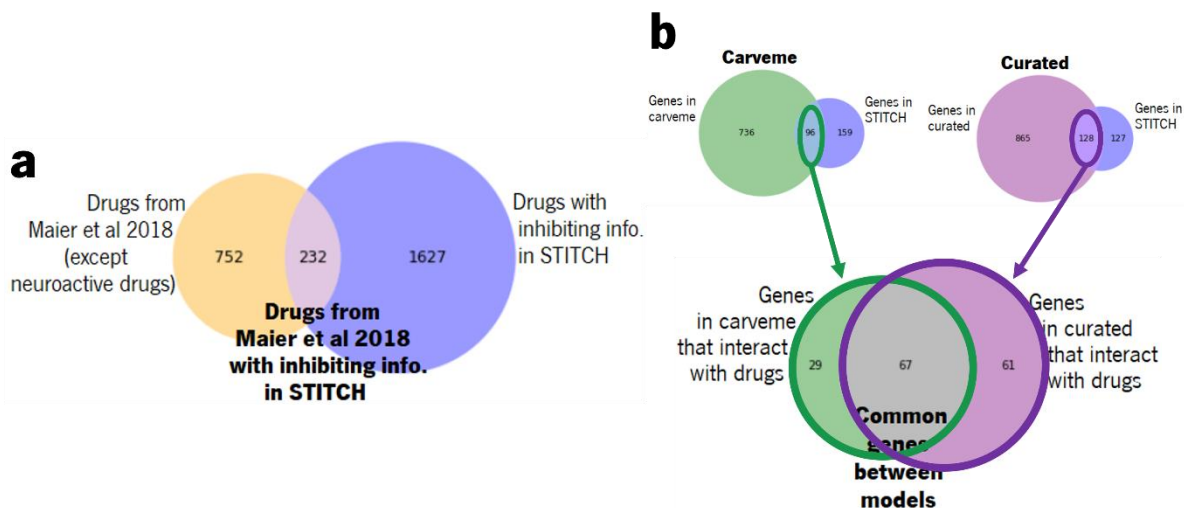 a
Drugs from
Maier et al 2018
(except
neuroactive drugs)
752
232
1627
Drugs with
inhibiting info.
in STITCH
Drugs from
Maier et al 2018
with inhibiting info.
in STITCH
b
Carveme
Genes in
carveme
736
96
159
Genes in
STITCH
Curated
Genes in
curated
865
128
127
Genes in
STITCH
Genes
in carveme
that interact
with drugs
29
67
61
Genes
in curated
that interact
with drugs
Common
genes
between
models